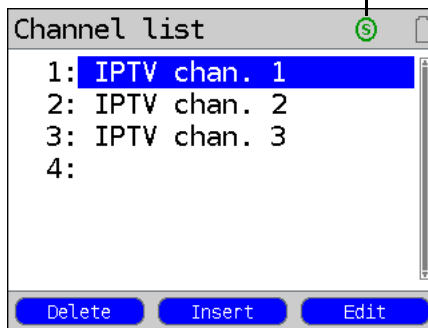 Channel list S
1: IPTV chan. 1
2: IPTV chan. 2
3: IPTV chan. 3
4:
Delete Insert Edit